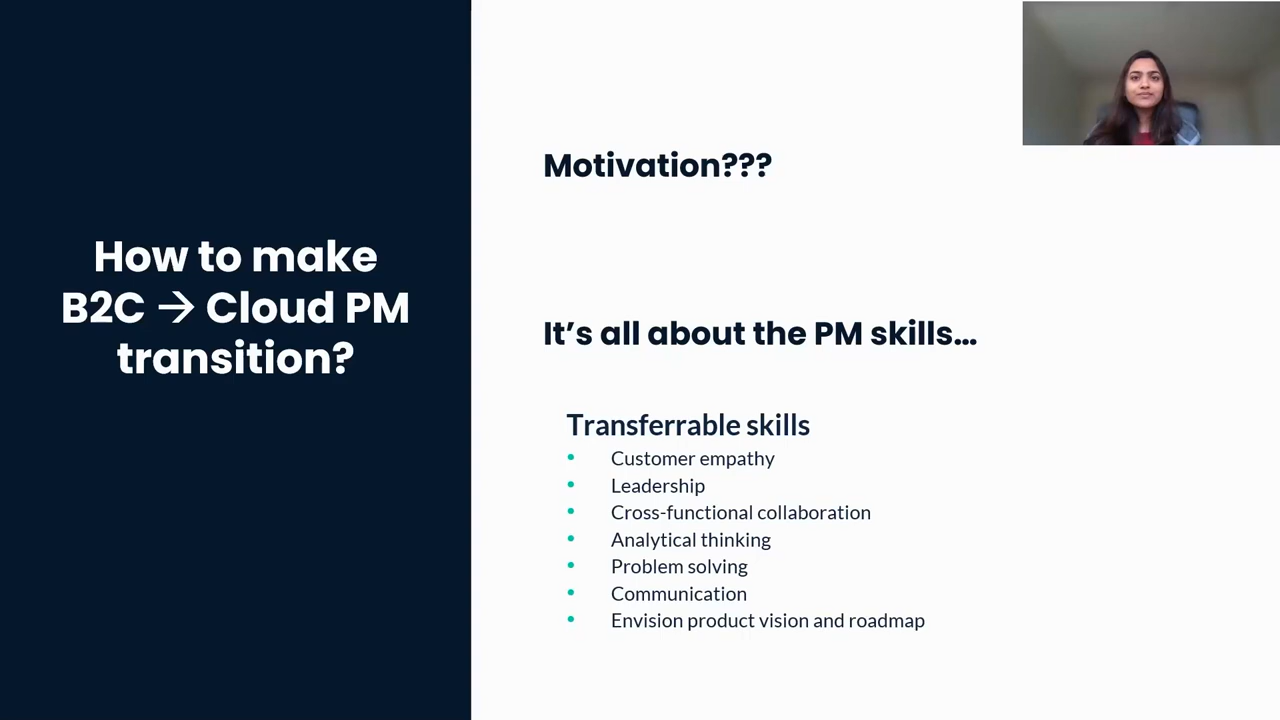 How to make
B2C → Cloud PM
transition?
Motivation???
It's all about the PM skills...
Transferrable skills
• Customer empathy
• Leadership
• Cross-functional collaboration
• Analytical thinking
• Problem solving
• Communication
• Envision product vision and roadmap